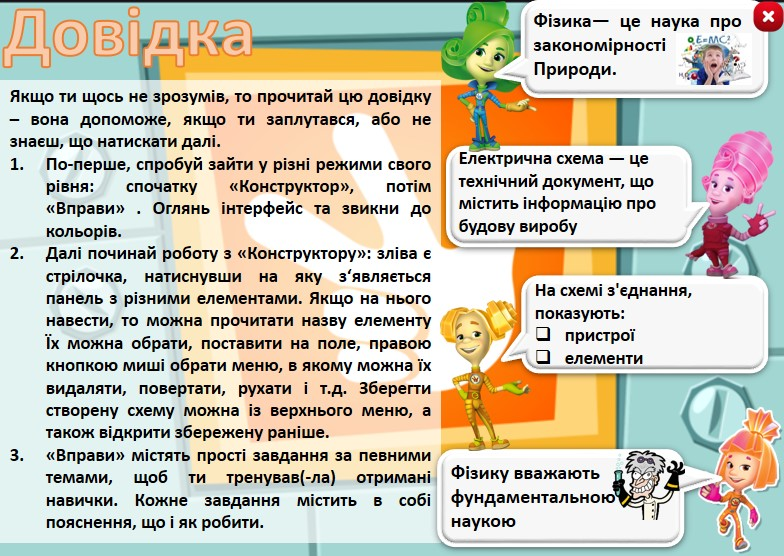 Довідка
Якщо ти щось не зрозумів, то прочитай цю довідку
– вона допоможе, якщо ти заплутався, або не
знаєш, що натискати далі.
1. По-перше, спробуй зайти у різні режими свого
рівня: спочатку «Конструктор», потім
«Вправи» . Оглянь інтерфейс та звикни до
кольорів.
2. Далі починай роботу з «Конструктору»: зліва є
стрілочка, натиснувши на яку з‘являється
панель з різними елементами. Якщо на нього
навести, то можна прочитати назву елементу
Їх можна обрати, поставити на поле, правою
кнопкою миші обрати меню, в якому можна їх
видаляти, повертати, рухати і т.д. Зберегти
створену схему можна із верхнього меню, а
також відкрити збережену раніше.
3. «Вправи» містять прості завдання за певними
темами, щоб ти тренував(-ла) отримані
навички. Кожне завдання містить в собі
пояснення, що і як робити.
Фізика— це наука про
закономірності
Природи.
E=MC²
Електрична схема — це
технічний документ, що
містить інформацію про
будову виробу
На схемі з'єднання,
показують:
❑ пристрої
❑ елементи
Фізику вважають
фундаментальною
наукою